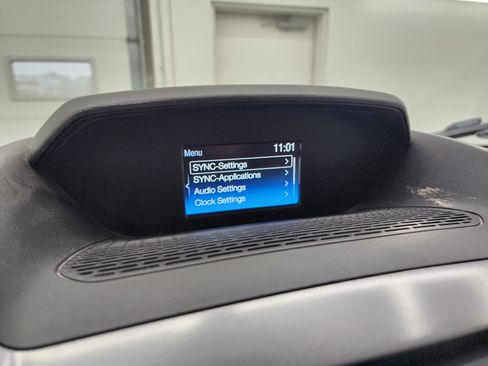 Menu 11:01
SYNC-Settings
SYNC-Applications
Audio Settings
Clock Settings